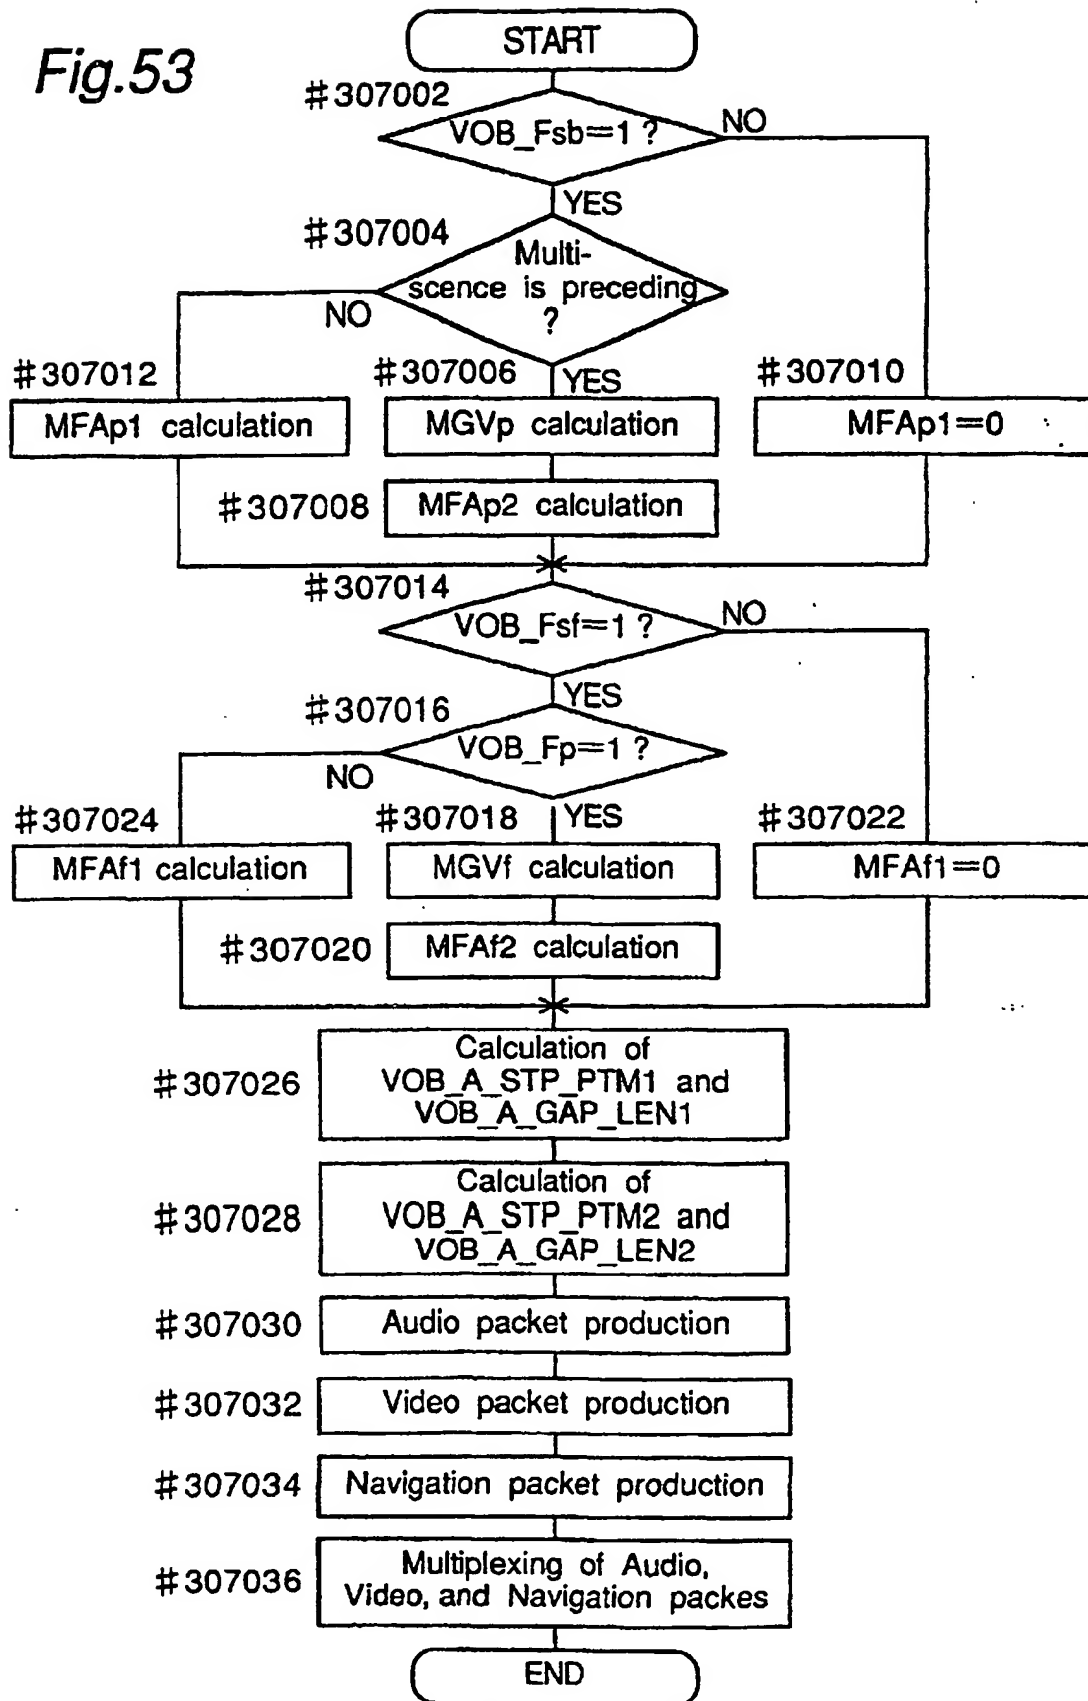 Fig.53
START
#307002
VOB_Fsb=1 ?
NO
YES
#307004
Multi-
scence is preceding
?
NO
YES
#307012
#307006
#307010
MFAp1 calculation
MGVp calculation
MFAp1=0
#307008
MFAp2 calculation
#307014
VOB_Fsf=1 ?
NO
YES
#307016
VOB_Fp=1 ?
NO
YES
#307024
#307018
#307022
MFAf1 calculation
MGVf calculation
MFAf1=0
#307020
MFAf2 calculation
#307026
Calculation of
VOB_A_STP_PTM1 and
VOB_A_GAP_LEN1
#307028
Calculation of
VOB_A_STP_PTM2 and
VOB_A_GAP_LEN2
#307030
Audio packet production
#307032
Video packet production
#307034
Navigation packet production
#307036
Multiplexing of Audio,
Video, and Navigation packes
END